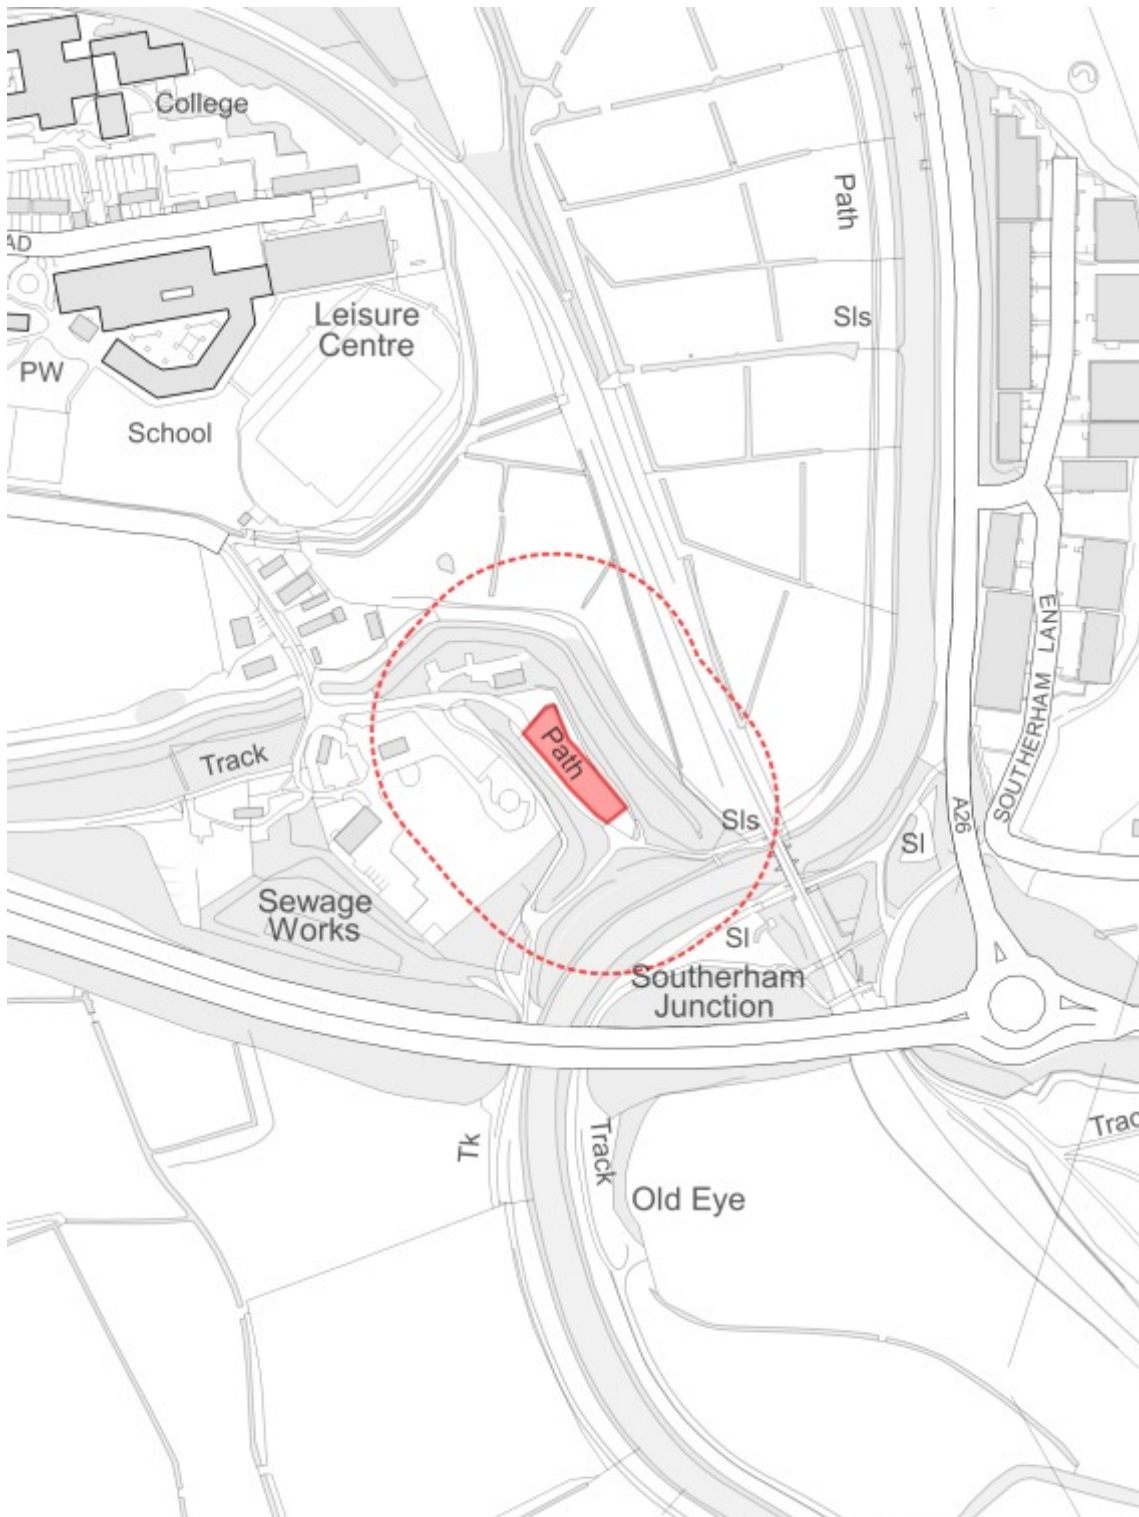 College
Path
AD
Leisure
Centre
Sls
PW
School
SOUTHERHAM LANE
Path
Track
A26
Sls
Sl
Sewage
Works
Sl
Southerham
Junction
Tk
Track
Trac
Old Eye